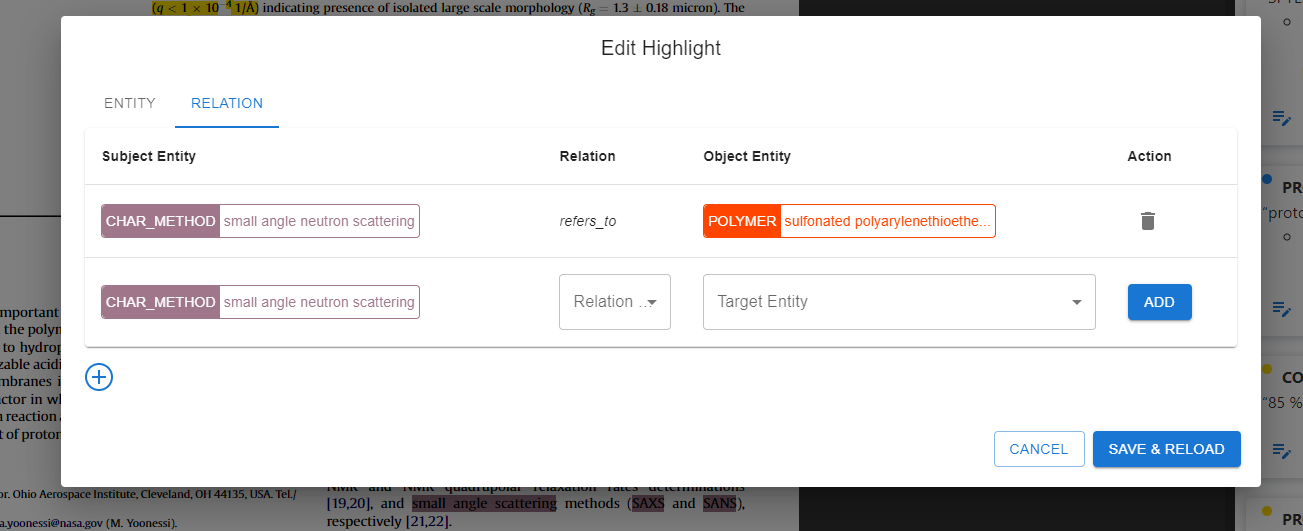 (q < 1 × 10⁻⁴ 1/Å) indicating presence of isolated large scale morphology (Rg = 1.3 ± 0.18 micron). The
Edit Highlight
ENTITY RELATION
Subject Entity Relation Object Entity Action
CHAR_METHOD small angle neutron scattering refers_to POLYMER sulfonated polyarylenethioethe...
CHAR_METHOD small angle neutron scattering Relation ... Target Entity ADD
CANCEL SAVE & RELOAD
mportant
the polym
to hydrop
zable acidi
mbranes i
ctor in wl
a reaction
t of proton
or. Ohio Aerospace Institute, Cleveland, OH 44135, USA. Tel./
a.yoonessi@nasa.gov (M. Yoonessi).
NMR and NMR quadrupolar relaxation rates determinations
[19,20], and small angle scattering methods (SAXS and SANS),
respectively [21,22].
PR
"proto
CO
"85 %
PR